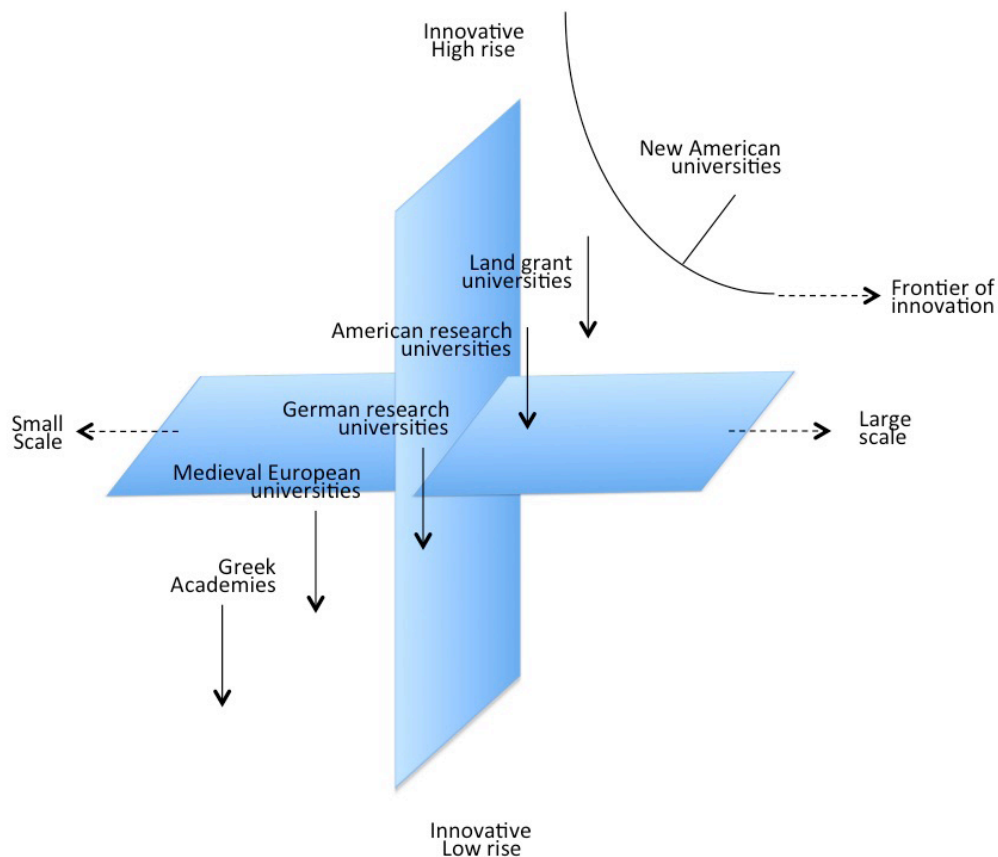 Innovative
High rise
New American
universities
Land grant
universities
Frontier of
innovation
American research
universities
German research
universities
Small
Scale
Large
scale
Medieval European
universities
Greek
Academies
Innovative
Low rise